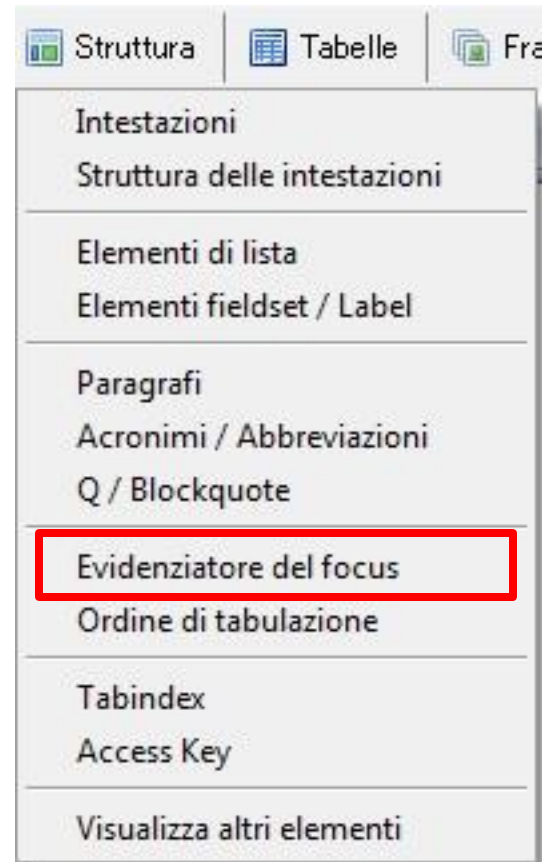 Struttura Tabelle Fra
Intestazioni
Struttura delle intestazioni
Elementi di lista
Elementi fieldset / Label
Paragrafi
Acronimi / Abbreviazioni
Q / Blockquote
Evidenziatore del focus
Ordine di tabulazione
Tabindex
Access Key
Visualizza altri elementi